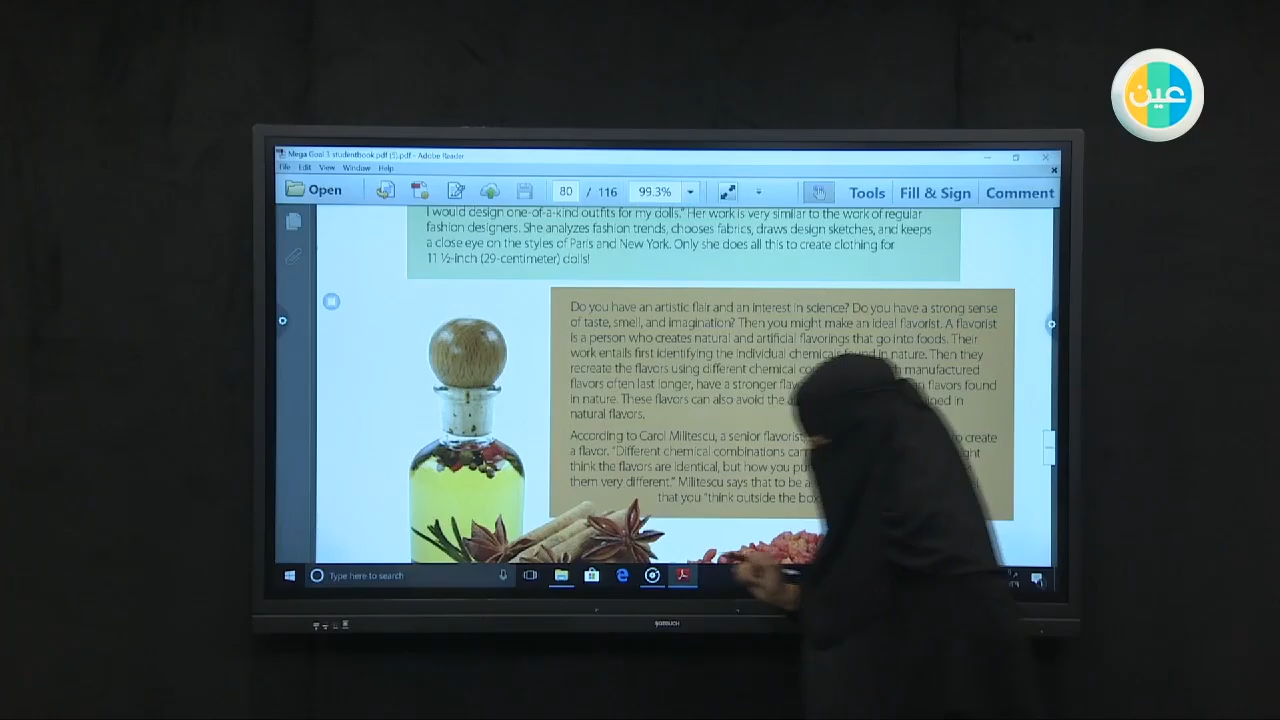 عين
Mega Goal 3 studentbook.pdf (5).pdf - Adobe Reader
File Edit View Window Help
Open 80 / 116 99.3% Tools Fill & Sign Comment
I would design one-of-a-kind outfits for my dolls." Her work is very similar to the work of regular
fashion designers. She analyzes fashion trends, chooses fabrics, draws design sketches, and keeps
a close eye on the styles of Paris and New York. Only she does all this to create clothing for
11 ½-inch (29-centimeter) dolls!
Do you have an artistic flair and an interest in science? Do you have a strong sense
of taste, smell, and imagination? Then you might make an ideal flavorist. A flavorist
is a person who creates natural and artificial flavorings that go into foods. Their
work entails first identifying the individual chemicals found in nature. Then they
recreate the flavors using different chemical manufactured
flavors often last longer, have a stronger flavors found
in nature. These flavors can also avoid the in
natural flavors.
According to Carol Militescu, a senior flavorist, to create
a flavor. "Different chemical combinations can
think the flavors are identical, but how you
them very different." Militescu says that to be a
that you "think outside the box
Type here to search